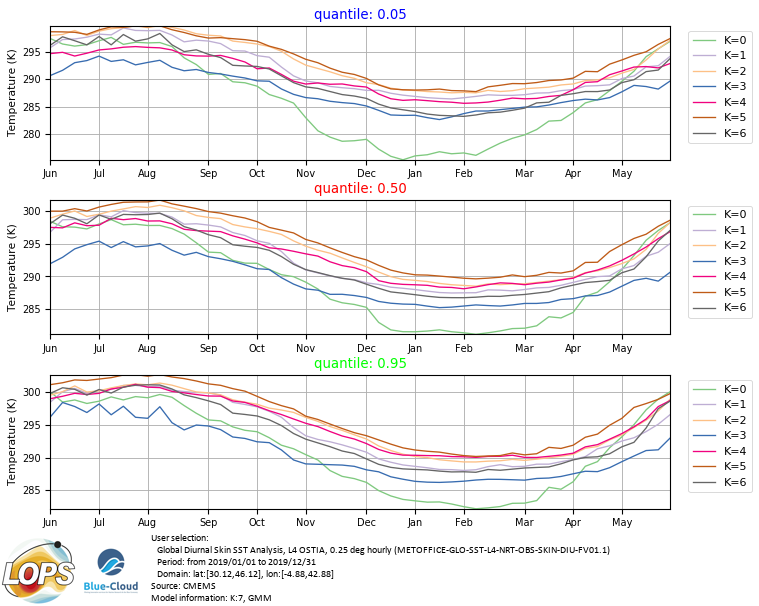 quantile: 0.05
Temperature (K)
295
290
285
280
Jun Jul Aug Sep Oct Nov Dec Jan Feb Mar Apr May
K=0
K=1
K=2
K=3
K=4
K=5
K=6
quantile: 0.50
Temperature (K)
300
295
290
285
Jun Jul Aug Sep Oct Nov Dec Jan Feb Mar Apr May
K=0
K=1
K=2
K=3
K=4
K=5
K=6
quantile: 0.95
Temperature (K)
300
295
290
285
Jun Jul Aug Sep Oct Nov Dec Jan Feb Mar Apr May
K=0
K=1
K=2
K=3
K=4
K=5
K=6
LOPS
Blue-Cloud
User selection:
Global Diurnal Skin SST Analysis, L4 OSTIA, 0.25 deg hourly (METOFFICE-GLO-SST-L4-NRT-OBS-SKIN-DIU-FV01.1)
Period: from 2019/01/01 to 2019/12/31
Domain: lat:[30.12,46.12], lon:[-4.88,42.88]
Source: CMEMS
Model information: K:7, GMM